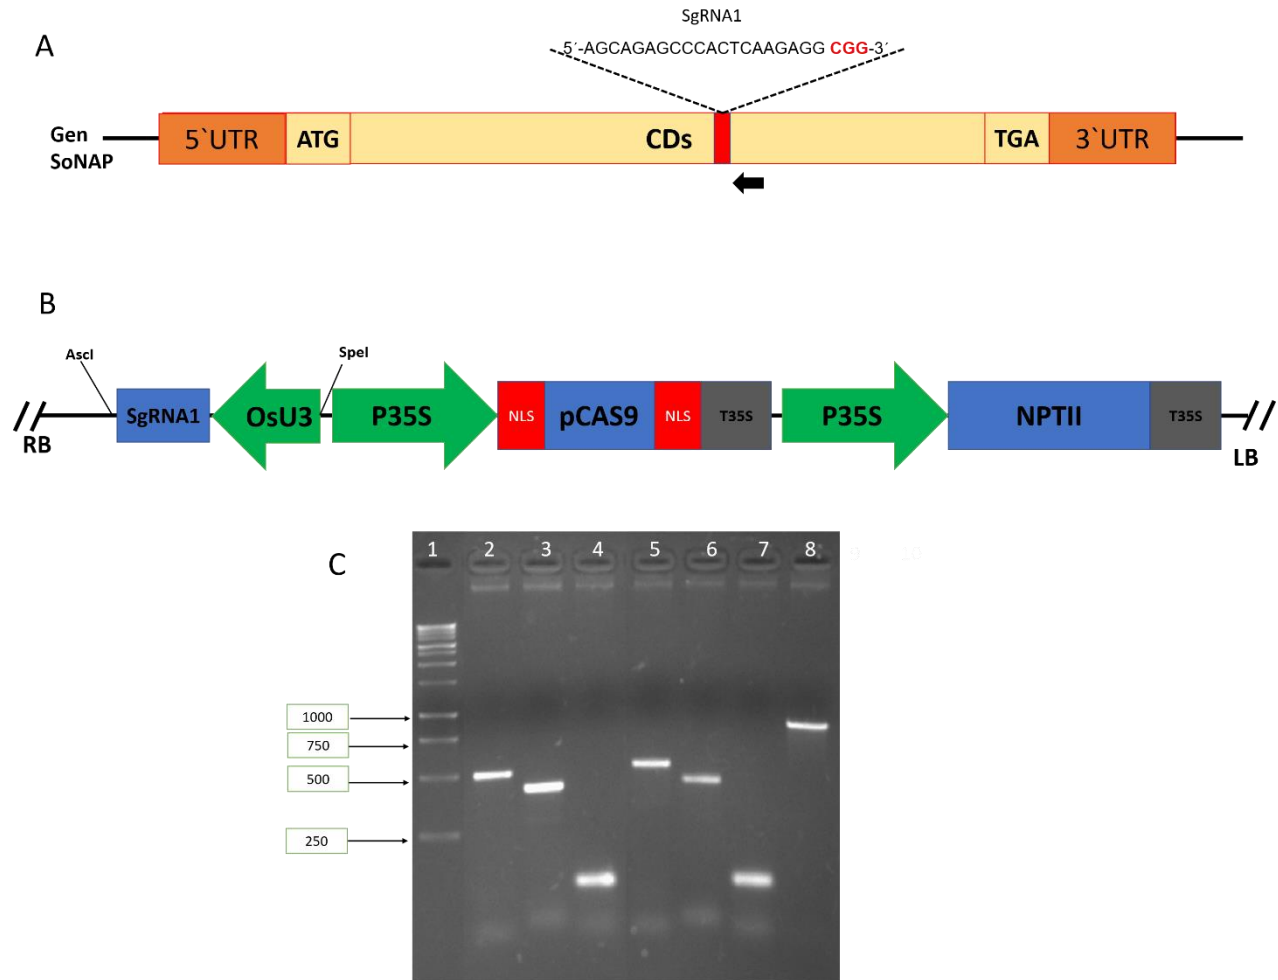 SgRNA1
A
5´-AGCAGAGCCCACTCAAGAGG CGG-3´
Gen
SoNAP
5`UTR
ATG
CDs
TGA
3`UTR
B
AscI
SpeI
SgRNA1
OsU3
P35S
NLS
pCAS9
NLS
T35S
P35S
NPTII
T35S
RB
LB
C
1 2 3 4 5 6 7 8 9 10
1000
750
500
250